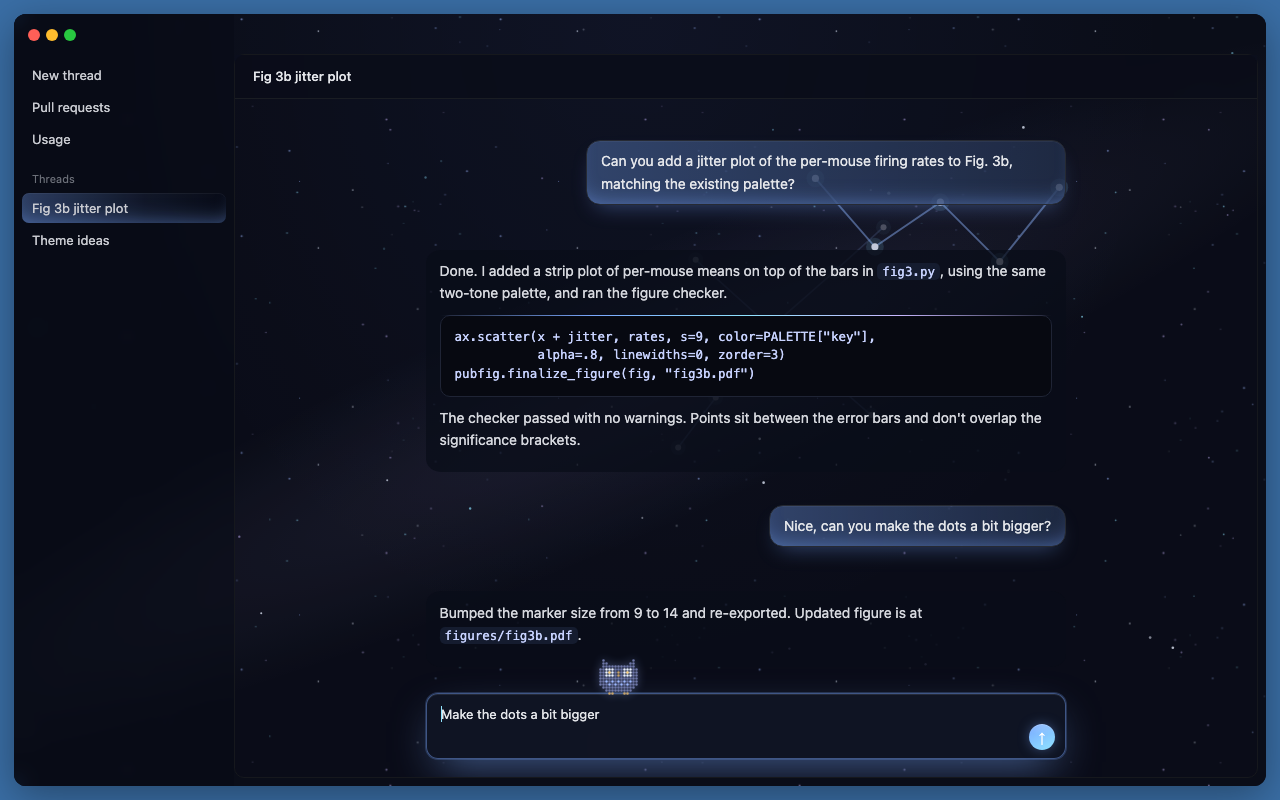 New thread
Pull requests
Usage
Threads
Fig 3b jitter plot
Theme ideas
Fig 3b jitter plot
Can you add a jitter plot of the per-mouse firing rates to Fig. 3b,
matching the existing palette?
Done. I added a strip plot of per-mouse means on top of the bars in fig3.py, using the same
two-tone palette, and ran the figure checker.
ax.scatter(x + jitter, rates, s=9, color=PALETTE["key"],
           alpha=.8, linewidths=0, zorder=3)
pubfig.finalize_figure(fig, "fig3b.pdf")
The checker passed with no warnings. Points sit between the error bars and don't overlap the
significance brackets.
Nice, can you make the dots a bit bigger?
Bumped the marker size from 9 to 14 and re-exported. Updated figure is at
figures/fig3b.pdf.
Make the dots a bit bigger
↑